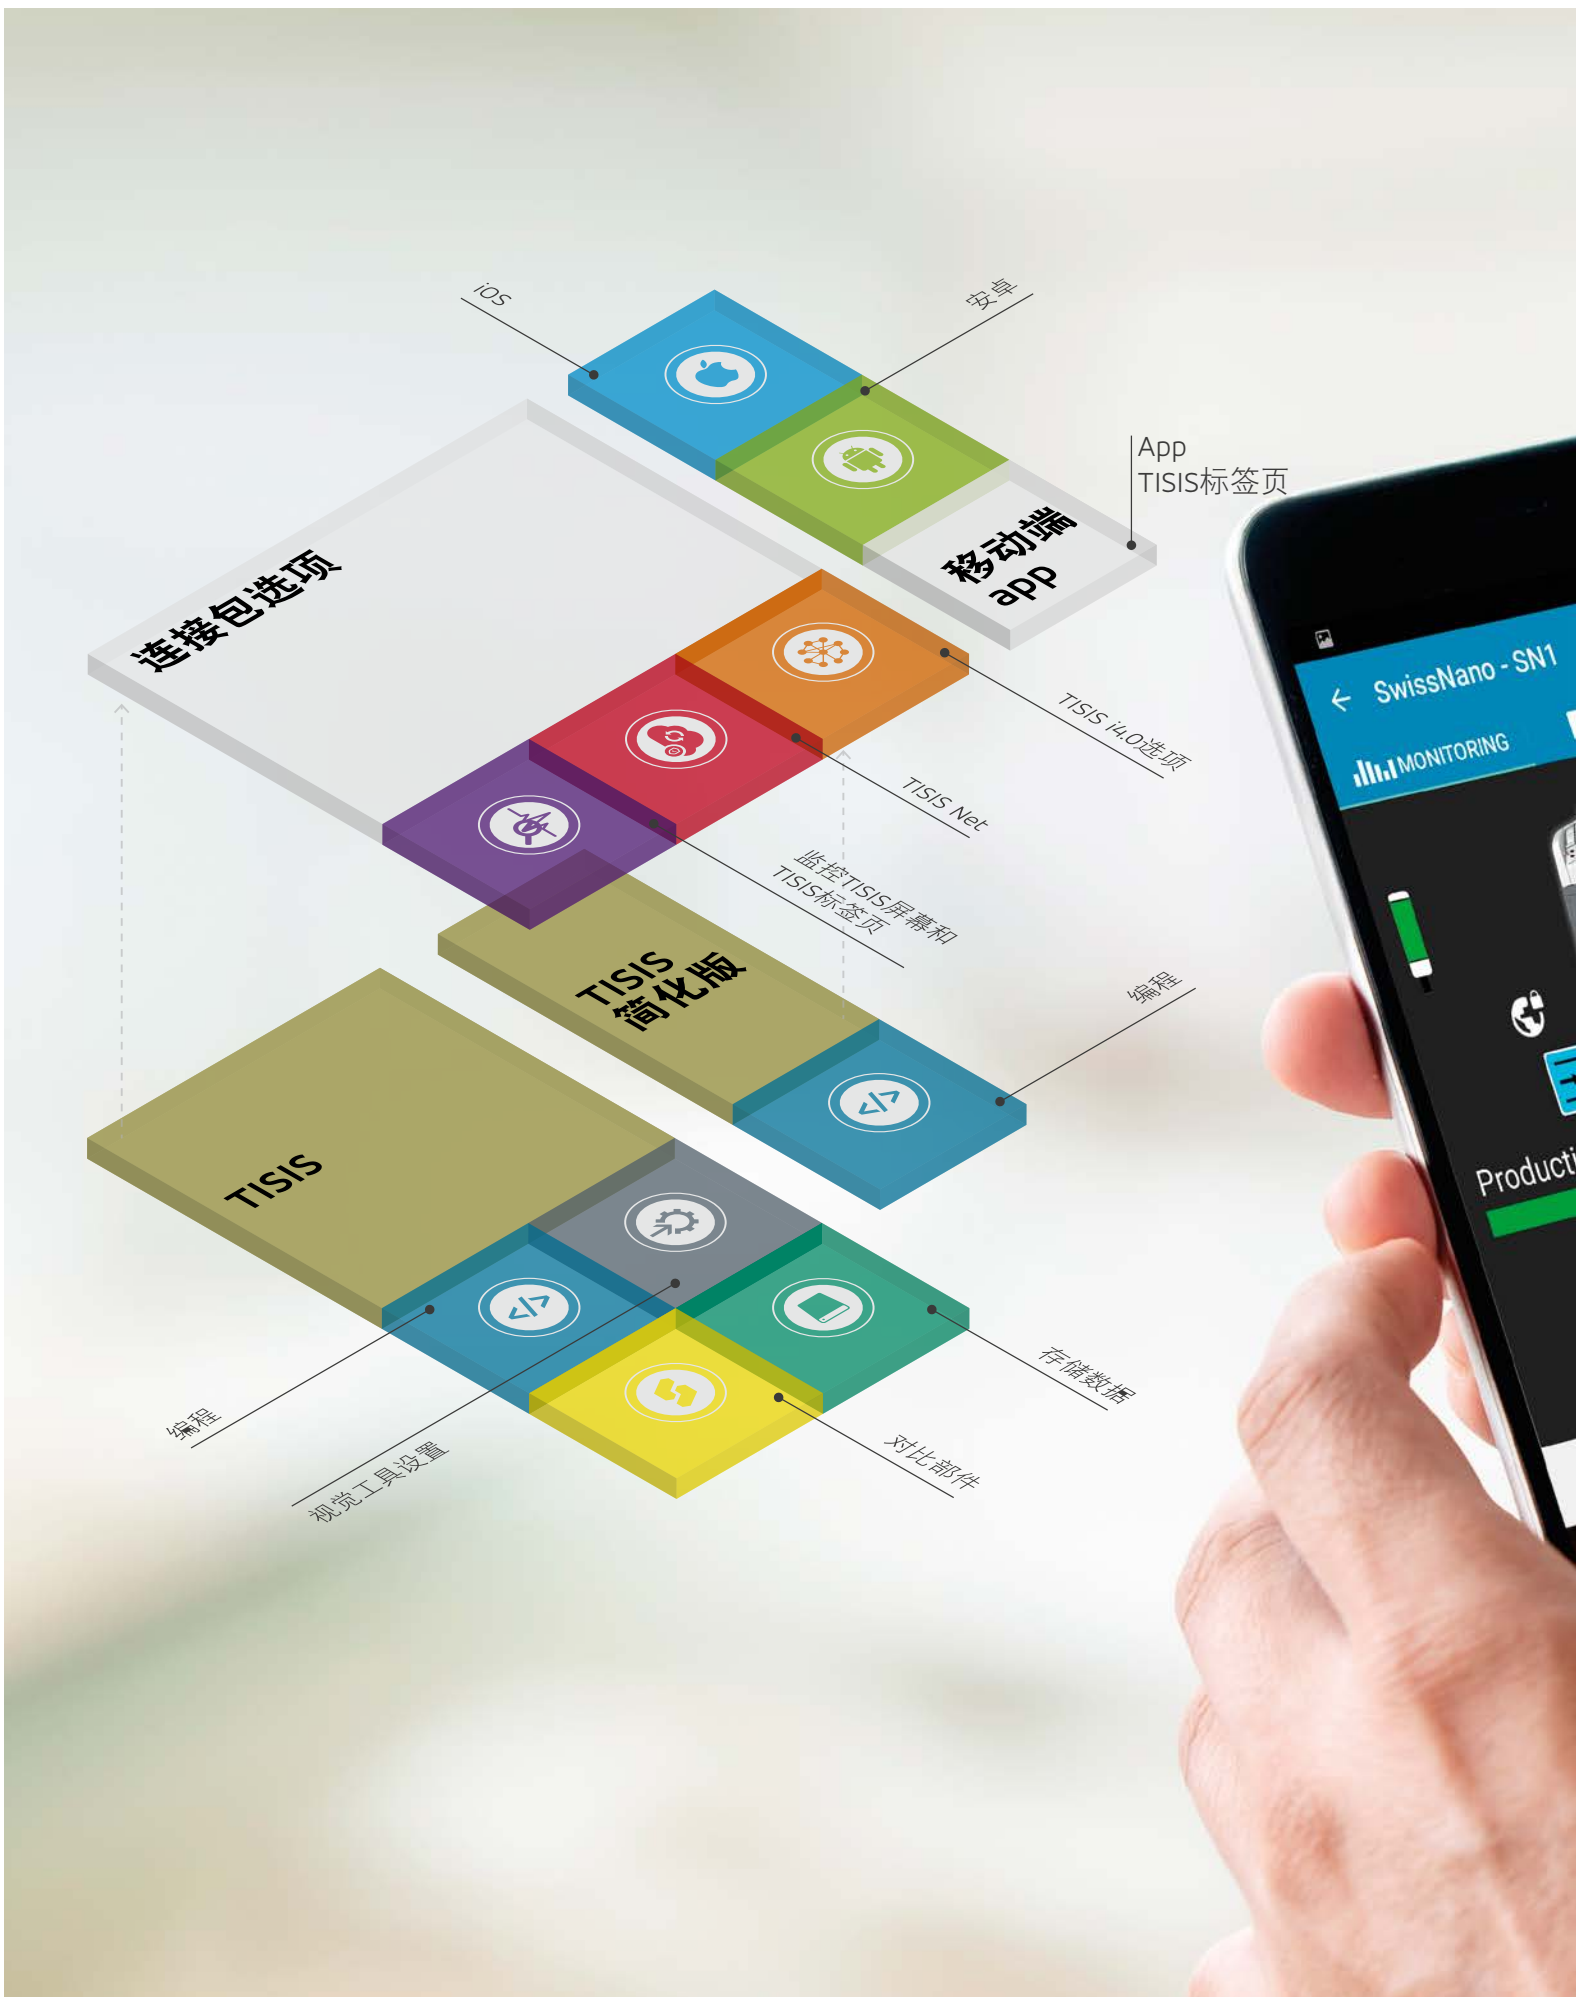 iOS
安卓
App
TISIS标签页
移动端
app
连接包选项
TISIS i4.0选项
TISIS Net
监控TISIS屏幕和
TISIS标签页
TISIS
简化版
编程
TISIS
存储数据
对比部件
编程
视觉工具设置
SwissNano - SN1
MONITORING
Producti